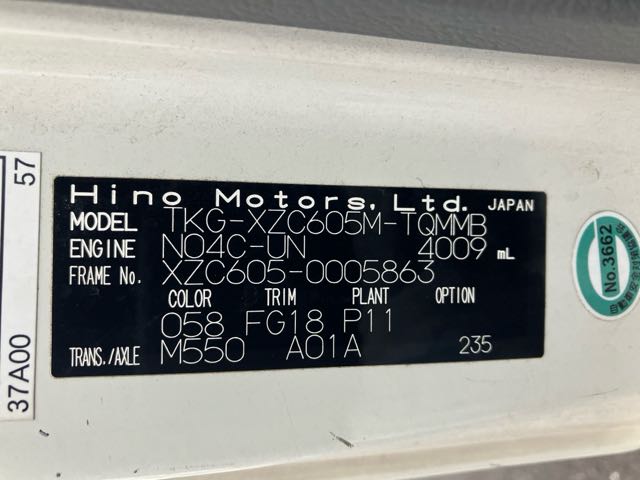 Hino Motors, Ltd. JAPAN
MODEL TKG-XZC605M-TQMMB
ENGINE N04C-UN 4009 mL
FRAME No. XZC605-0005863
COLOR TRIM PLANT OPTION
058 FG18 P11
TRANS./AXLE M550 A01A 235
37A00 57
No.3662